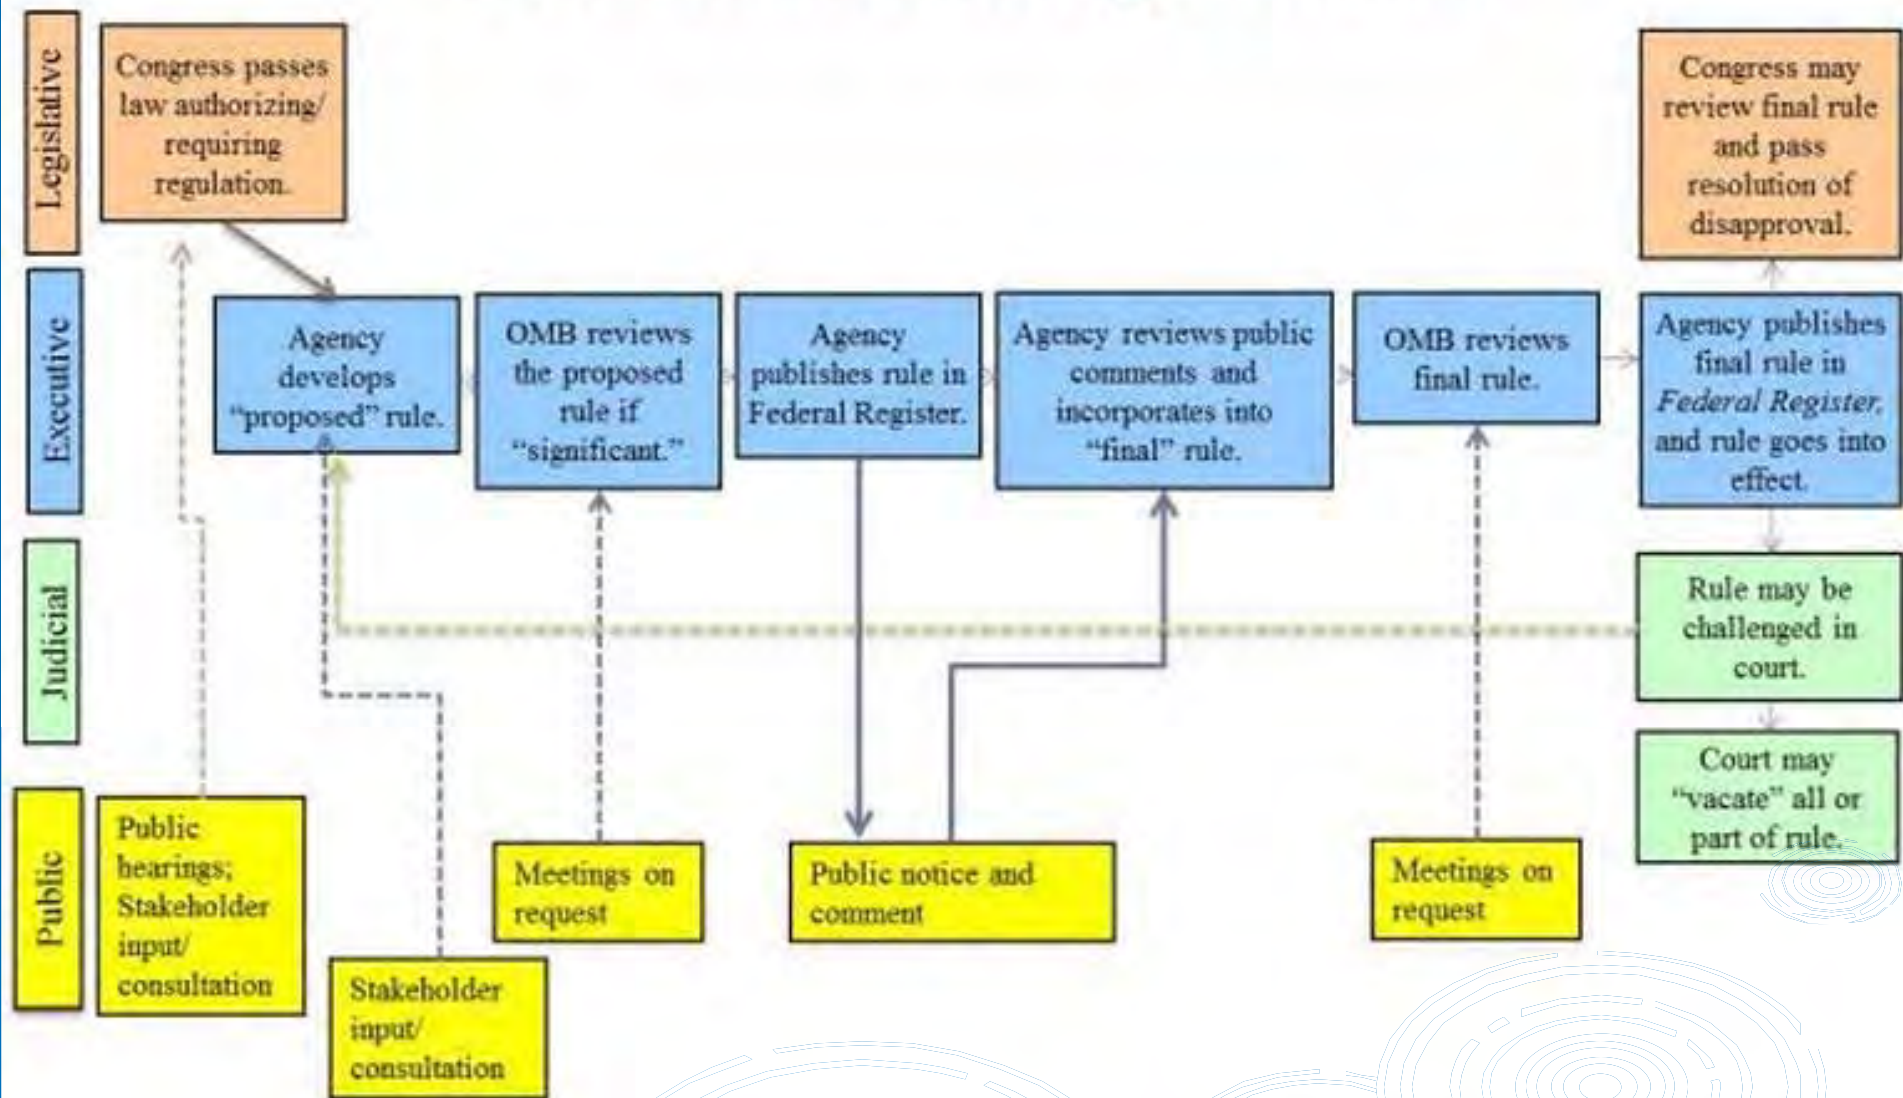 Legislative
Congress passes
law authorizing/
requiring
regulation.
Congress may
review final rule
and pass
resolution of
disapproval.
Executive
Agency
develops
“proposed” rule.
OMB reviews
the proposed
rule if
“significant.”
Agency
publishes rule in
Federal Register.
Agency reviews public
comments and
incorporates into
“final” rule.
OMB reviews
final rule.
Agency publishes
final rule in
Federal Register,
and rule goes into
effect.
Judicial
Rule may be
challenged in
court.
Court may
“vacate” all or
part of rule.
Public
Public
hearings;
Stakeholder
input/
consultation
Stakeholder
input/
consultation
Meetings on
request
Public notice and
comment
Meetings on
request